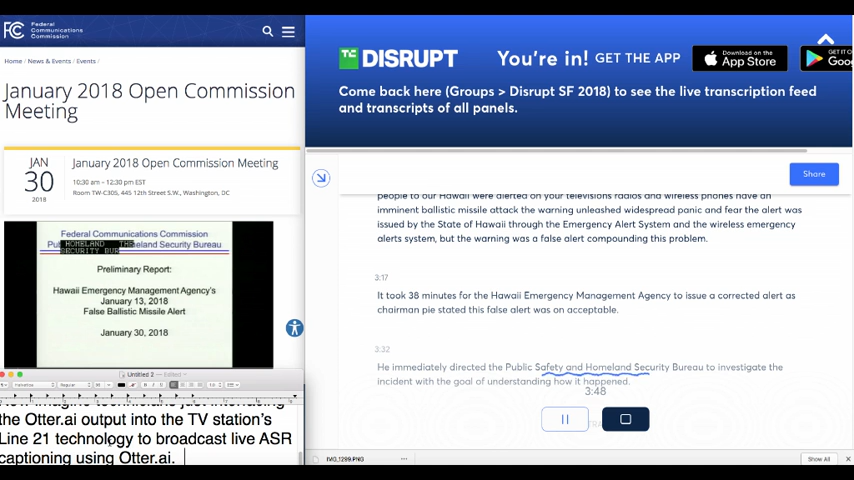 FCC Federal
Communications
Commission
Home / News & Events / Events /
January 2018 Open Commission
Meeting
JAN
30
2018
January 2018 Open Commission Meeting
10:30 am - 12:30 pm EST
Room TW-C305, 445 12th Street S.W., Washington, DC
Federal Communications Commission
HOMELAND THE
SECURITY BUR
eland Security Bureau
Preliminary Report:
Hawaii Emergency Management Agency's
January 13, 2018
False Ballistic Missile Alert
January 30, 2018
Untitled 2 — Edited
Helvetica
Regular
the Otter.ai output into the TV station's
Line 21 technology to broadcast live ASR
captioning using Otter.ai.
TC DISRUPT
You're in! GET THE APP
Download on the
App Store
GET IT O
Goo
Come back here (Groups > Disrupt SF 2018) to see the live transcription feed
and transcripts of all panels.
Share
people to our Hawaii were alerted on your televisions radios and wireless phones have an
imminent ballistic missile attack the warning unleashed widespread panic and fear the alert was
issued by the State of Hawaii through the Emergency Alert System and the wireless emergency
alerts system, but the warning was a false alert compounding this problem.
3:17
It took 38 minutes for the Hawaii Emergency Management Agency to issue a corrected alert as
chairman pie stated this false alert was on acceptable.
3:32
He immediately directed the Public Safety and Homeland Security Bureau to investigate the
incident with the goal of understanding how it happened.
3:48
IMG_1299.PNG
Show All